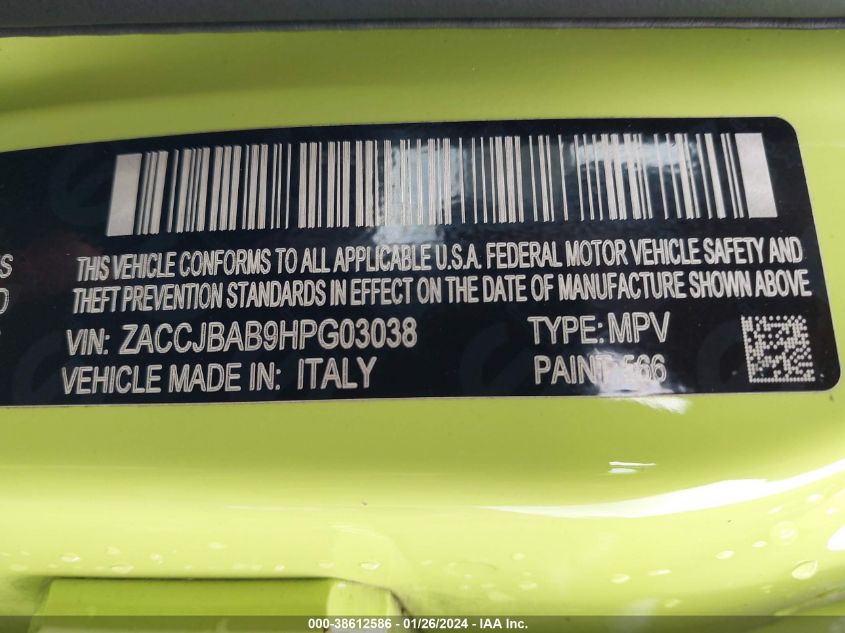 THIS VEHICLE CONFORMS TO ALL APPLICABLE U.S.A. FEDERAL MOTOR VEHICLE SAFETY AND
THEFT PREVENTION STANDARDS IN EFFECT ON THE DATE OF MANUFACTURE SHOWN ABOVE
VIN: ZACCJBAB9HPG03038 TYPE: MPV
VEHICLE MADE IN: ITALY PAINT: 566
000-38612586 - 01/26/2024 - IAA Inc.